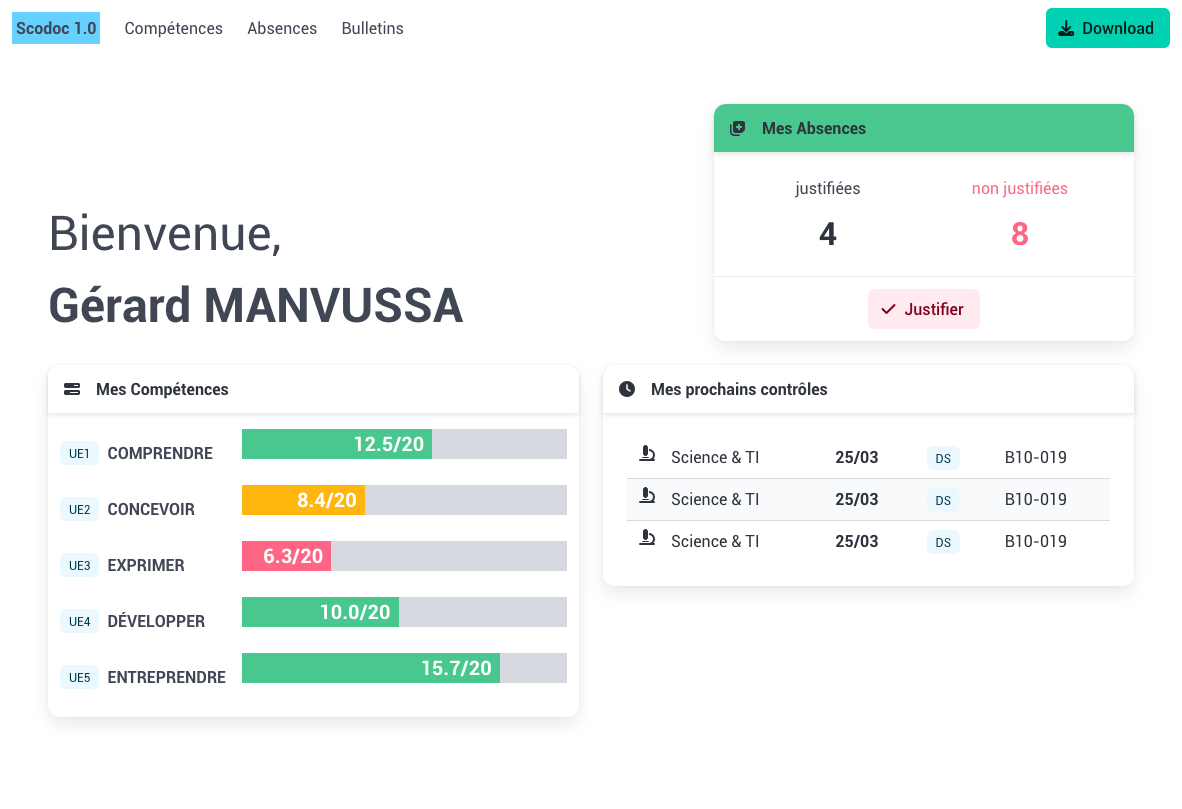 Scodoc 1.0 Compétences Absences Bulletins Download
Mes Absences
justifiées non justifiées
4 8
Justifier
Bienvenue,
Gérard MANVUSSA
Mes Compétences
UE1 COMPRENDRE 12.5/20
UE2 CONCEVOIR 8.4/20
UE3 EXPRIMER 6.3/20
UE4 DÉVELOPPER 10.0/20
UE5 ENTREPRENDRE 15.7/20
Mes prochains contrôles
Science & TI 25/03 DS B10-019
Science & TI 25/03 DS B10-019
Science & TI 25/03 DS B10-019